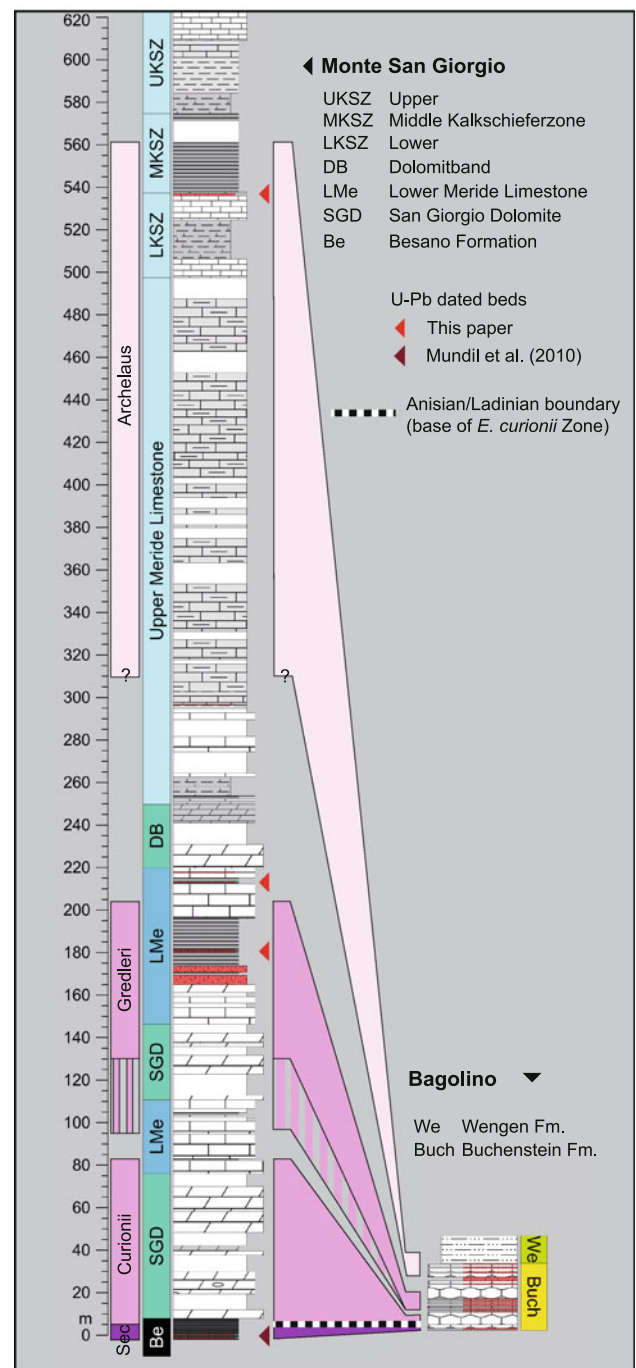 Monte San Giorgio
UKSZ Upper
MKSZ Middle Kalkschieferzone
LKSZ Lower
DB Dolomitband
LMe Lower Meride Limestone
SGD San Giorgio Dolomite
Be Besano Formation
U-Pb dated beds
This paper
Mundil et al. (2010)
Anisian/Ladinian boundary
(base of E. curionii Zone)
620
600
580
560
540
520
500
480
460
440
420
400
380
360
340
320
300
280
260
240
220
200
180
160
140
120
100
80
60
40
20
m
0
Archelaus
?
Gredleri
Curionii
Sec
UKSZ
MKSZ
LKSZ
Upper Meride Limestone
DB
LMe
SGD
LMe
SGD
Be
?
Bagolino
We Wengen Fm.
Buch Buchenstein Fm.
We
Buch